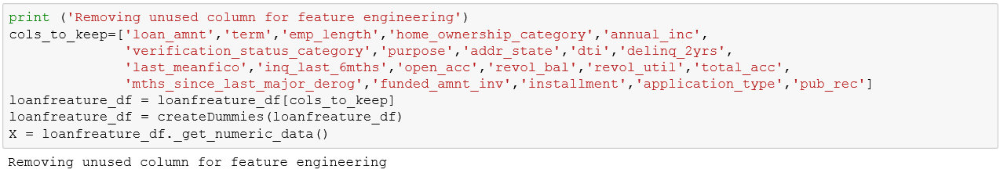 print ('Removing unused column for feature engineering')
cols_to_keep=['loan_amnt','term','emp_length','home_ownership_category','annual_inc',
'verification_status_category','purpose','addr_state','dti','delinq_2yrs',
'last_meanfico','inq_last_6mths','open_acc','revol_bal','revol_util','total_acc',
'mths_since_last_major_derog','funded_amnt_inv','installment','application_type','pub_rec']
loanfreature_df = loanfreature_df[cols_to_keep]
loanfreature_df = createDummies(loanfreature_df)
X = loanfreature_df._get_numeric_data()
Removing unused column for feature engineering